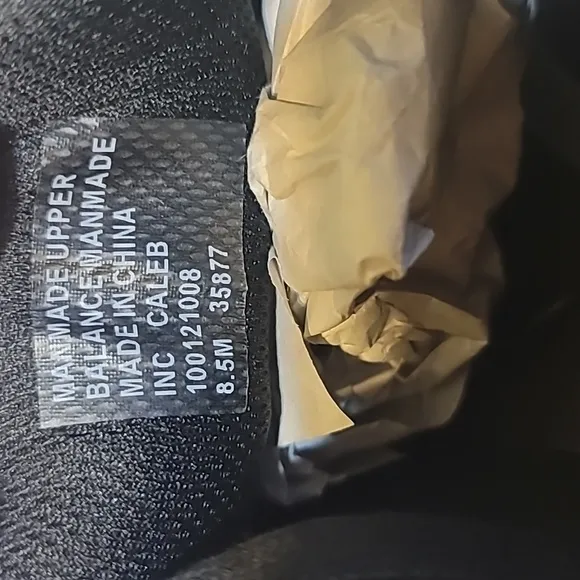 MANMADE UPPER
BALANCE MANMADE
MADE IN CHINA
INC CALEB
100121008
8.5M 35877